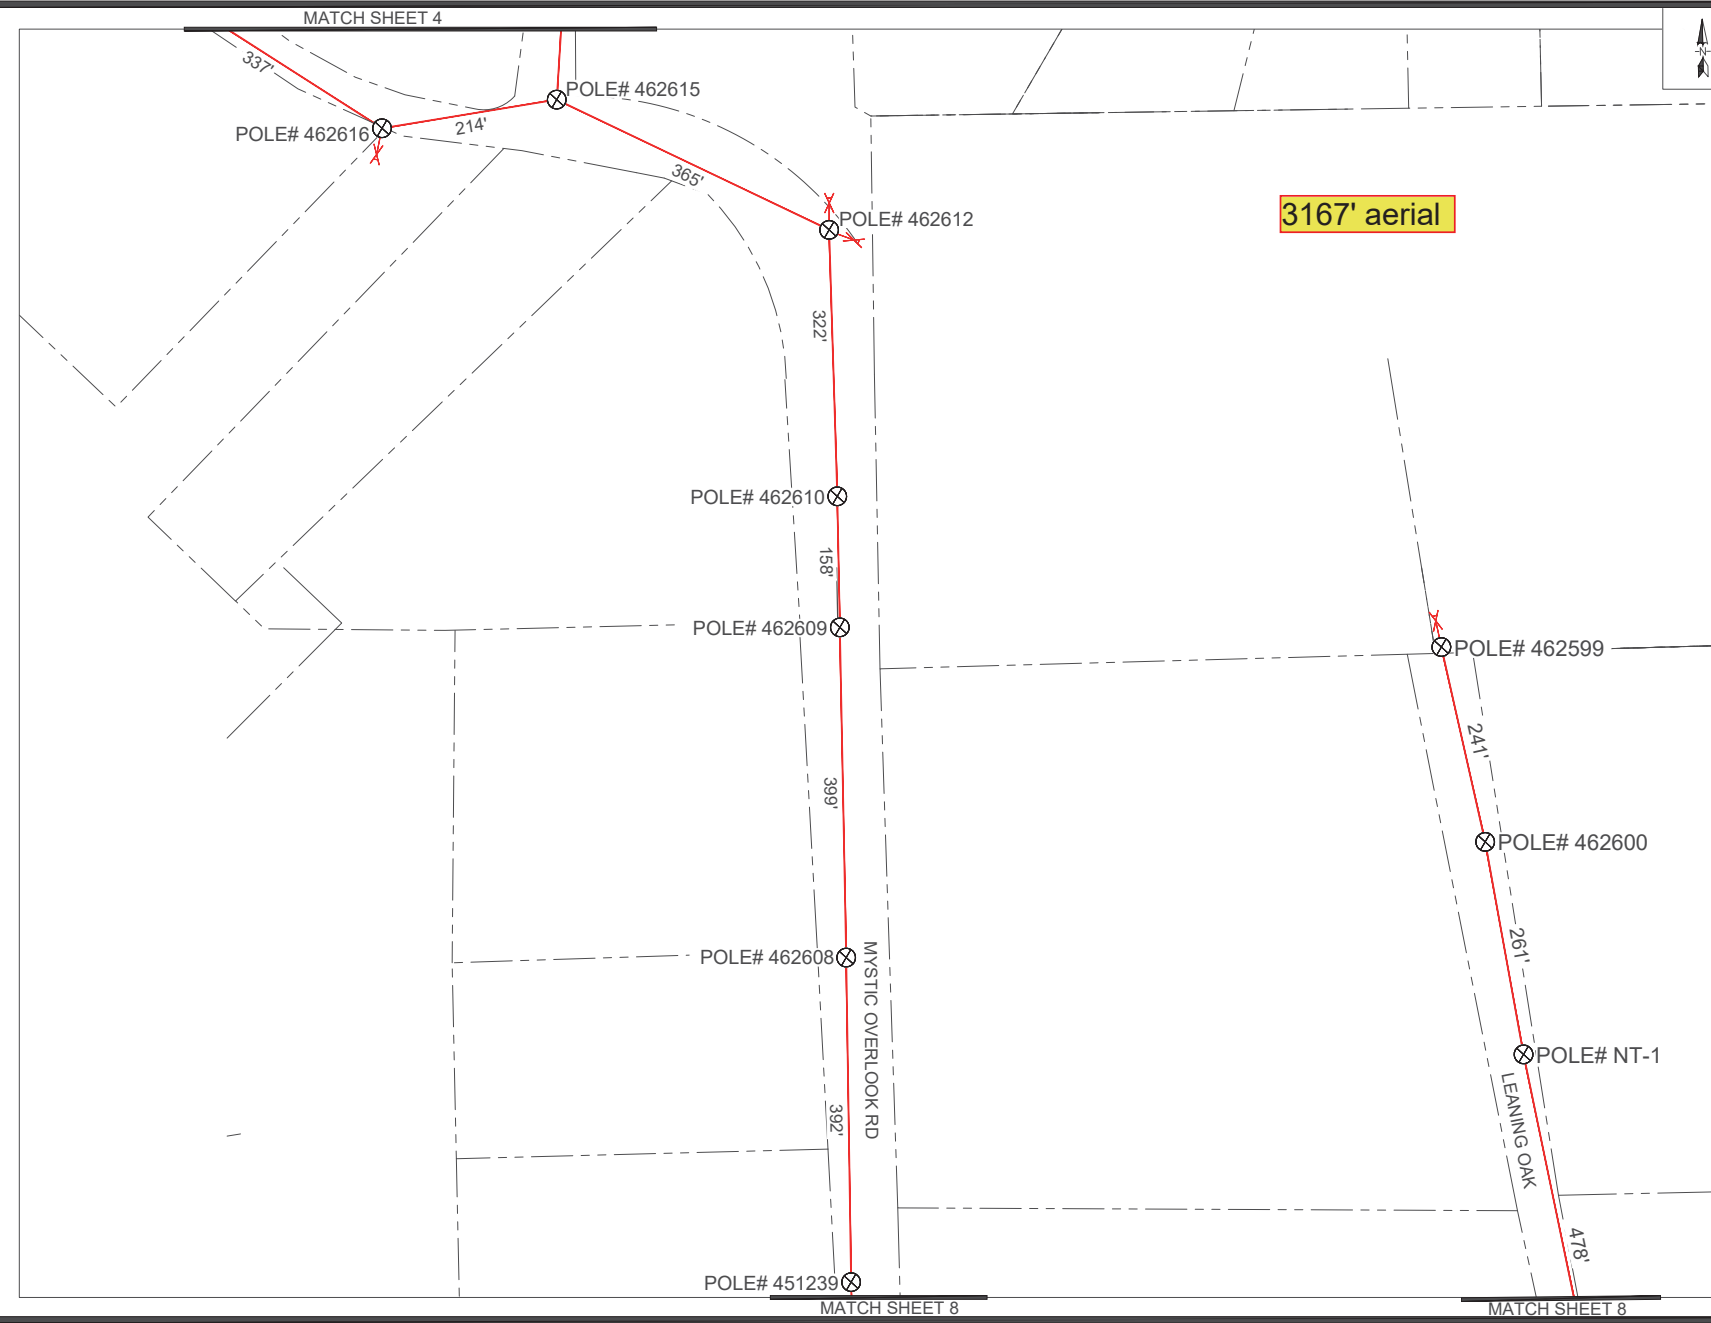 MATCH SHEET 4
337'
POLE# 462615
POLE# 462616
214'
365'
POLE# 462612
3167' aerial
N
322'
POLE# 462610
158'
POLE# 462609
POLE# 462599
241'
399'
POLE# 462600
261'
POLE# 462608
MYSTIC OVERLOOK RD
POLE# NT-1
LEANING OAK
392'
478'
POLE# 451239
MATCH SHEET 8
MATCH SHEET 8